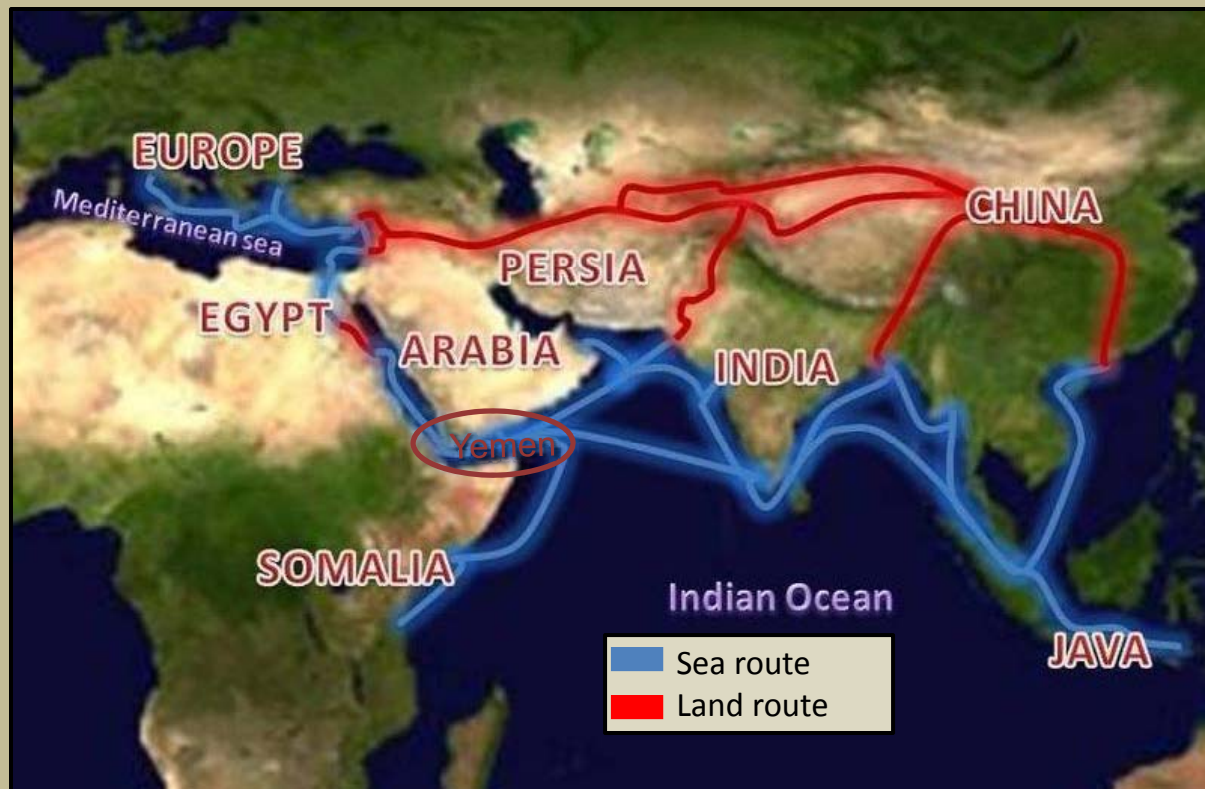 EUROPE
Mediterranean sea
CHINA
PERSIA
EGYPT
ARABIA
INDIA
Yemen
SOMALIA
Indian Ocean
JAVA
Sea route
Land route